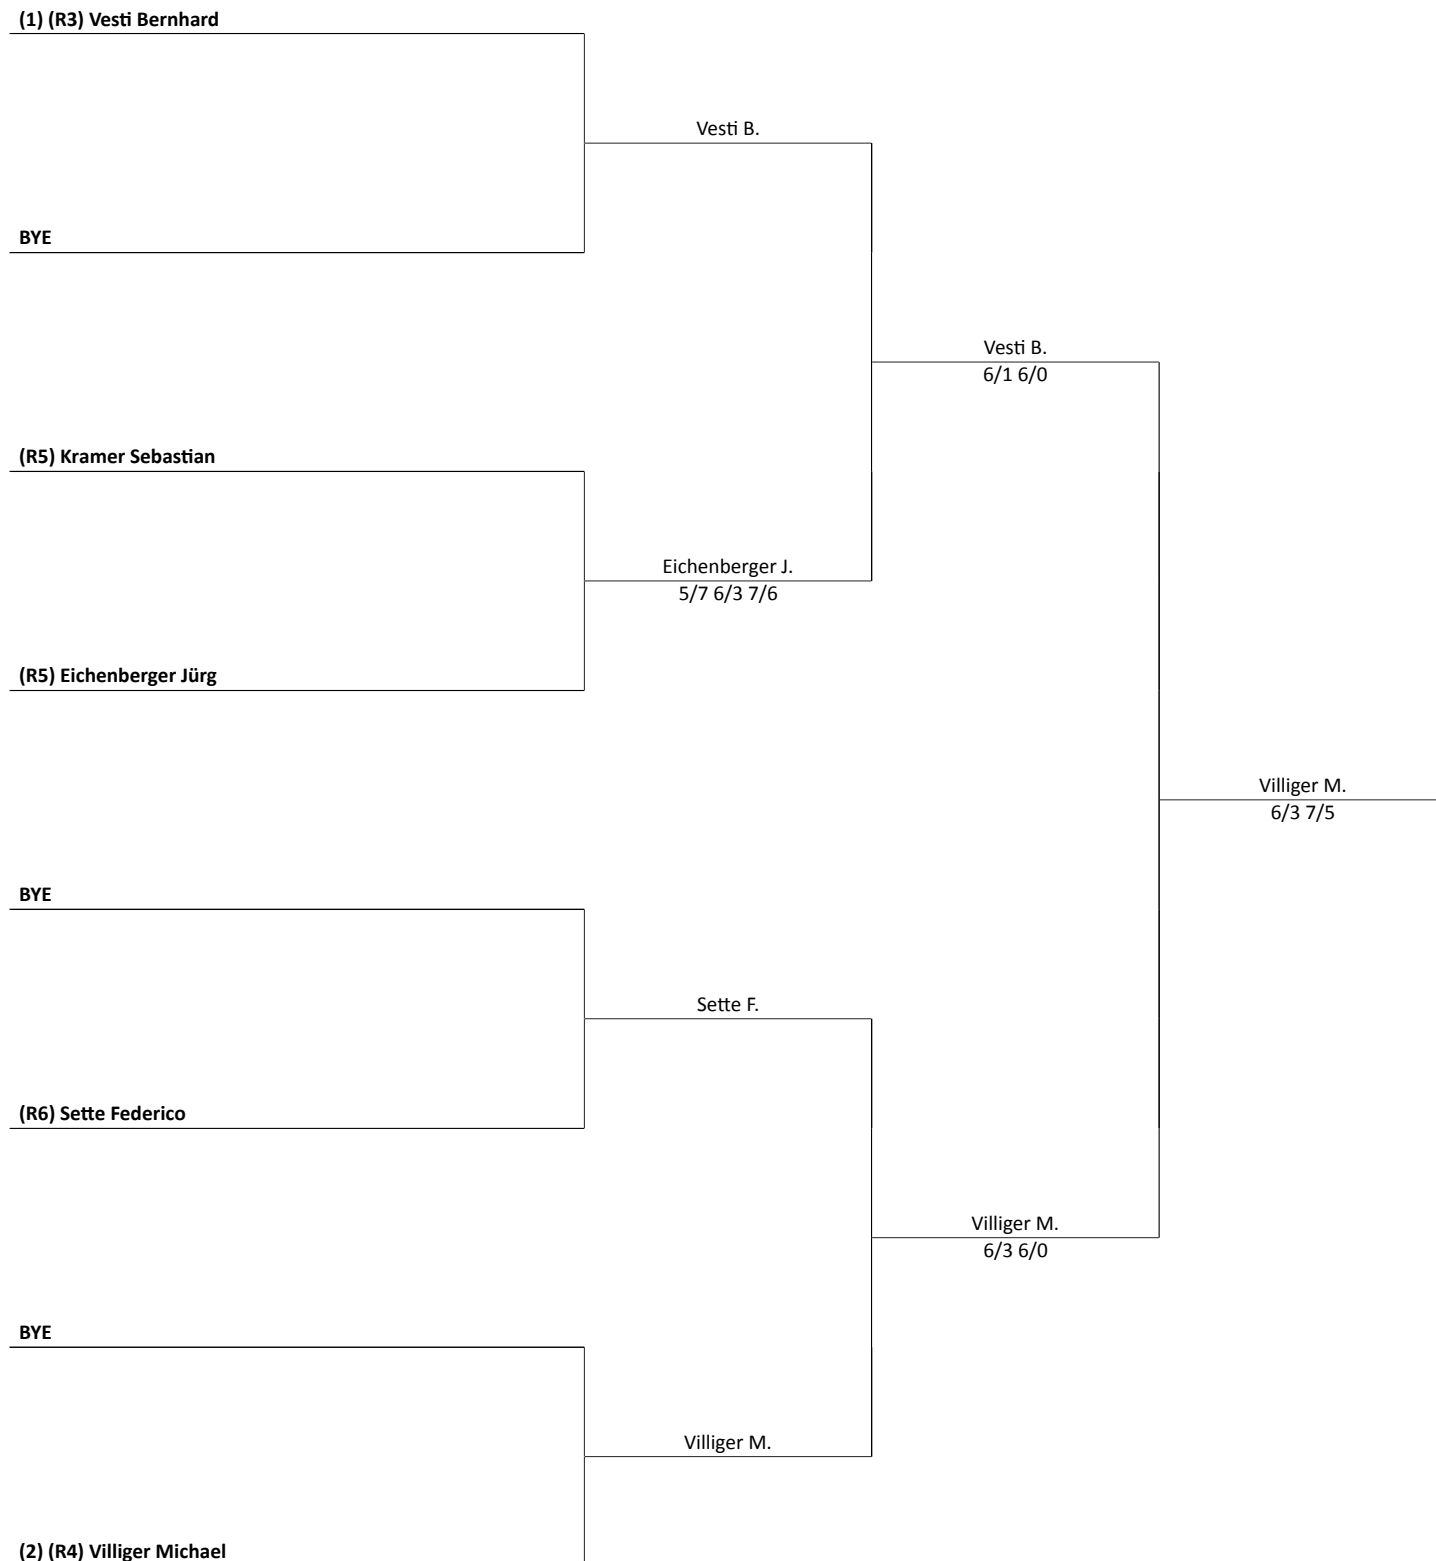 (1) (R3) Vesti Bernhard
Vesti B.
BYE
Vesti B.
6/1 6/0
(R5) Kramer Sebastian
Eichenberger J.
5/7 6/3 7/6
(R5) Eichenberger Jürg
Villiger M.
6/3 7/5
BYE
Sette F.
(R6) Sette Federico
Villiger M.
6/3 6/0
BYE
Villiger M.
(2) (R4) Villiger Michael